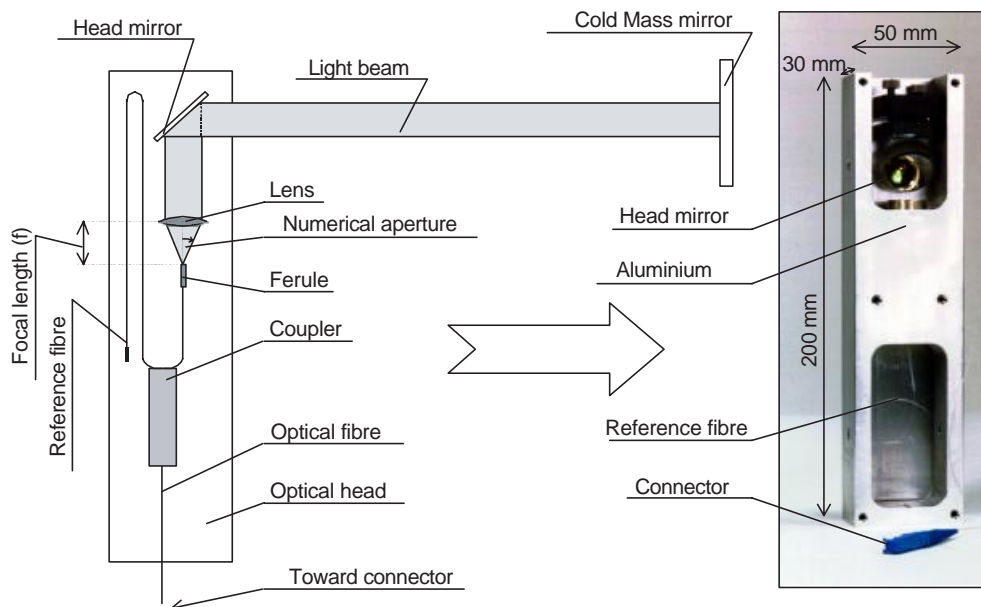 Head mirror
Cold Mass mirror
Light beam
Lens
Numerical aperture
Focal length (f)
Reference fibre
Ferule
Coupler
Optical fibre
Optical head
Toward connector
50 mm
30 mm
Head mirror
Aluminium
200 mm
Reference fibre
Connector